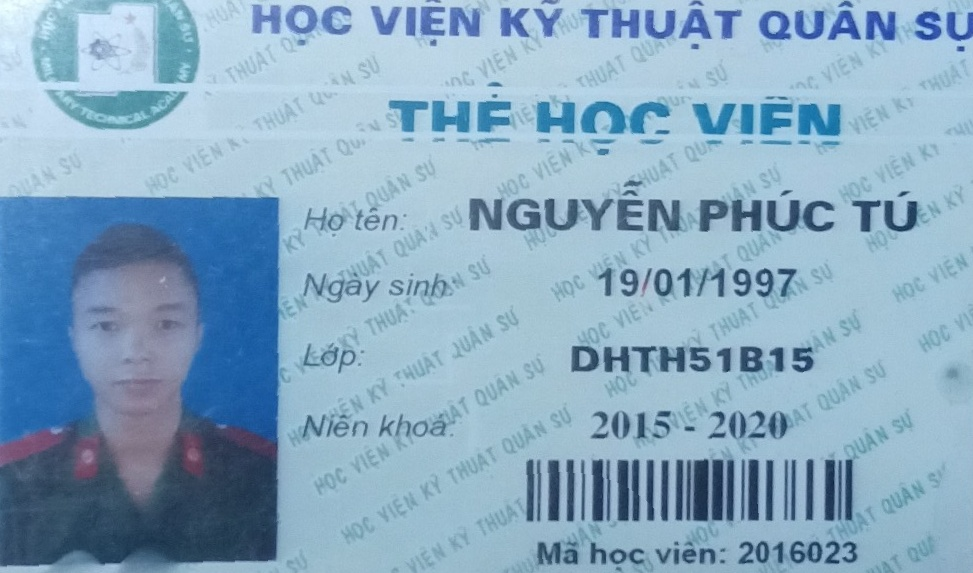 HỌC VIỆN KỸ THUẬT QUÂN SỰ
THẺ HỌC VIÊN
Họ tên: NGUYỄN PHÚC TÚ
Ngày sinh: 19/01/1997
Lớp: DHTH51B15
Niên khoá: 2015 - 2020
Mã học viên: 2016023